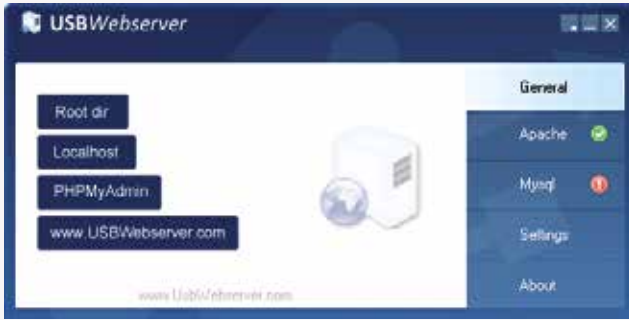 USBWebserver
Root dir
Localhost
PHPMyAdmin
www.USBWebserver.com
www.UsbWebserver.com
General
Apache
Mysql
Settings
About